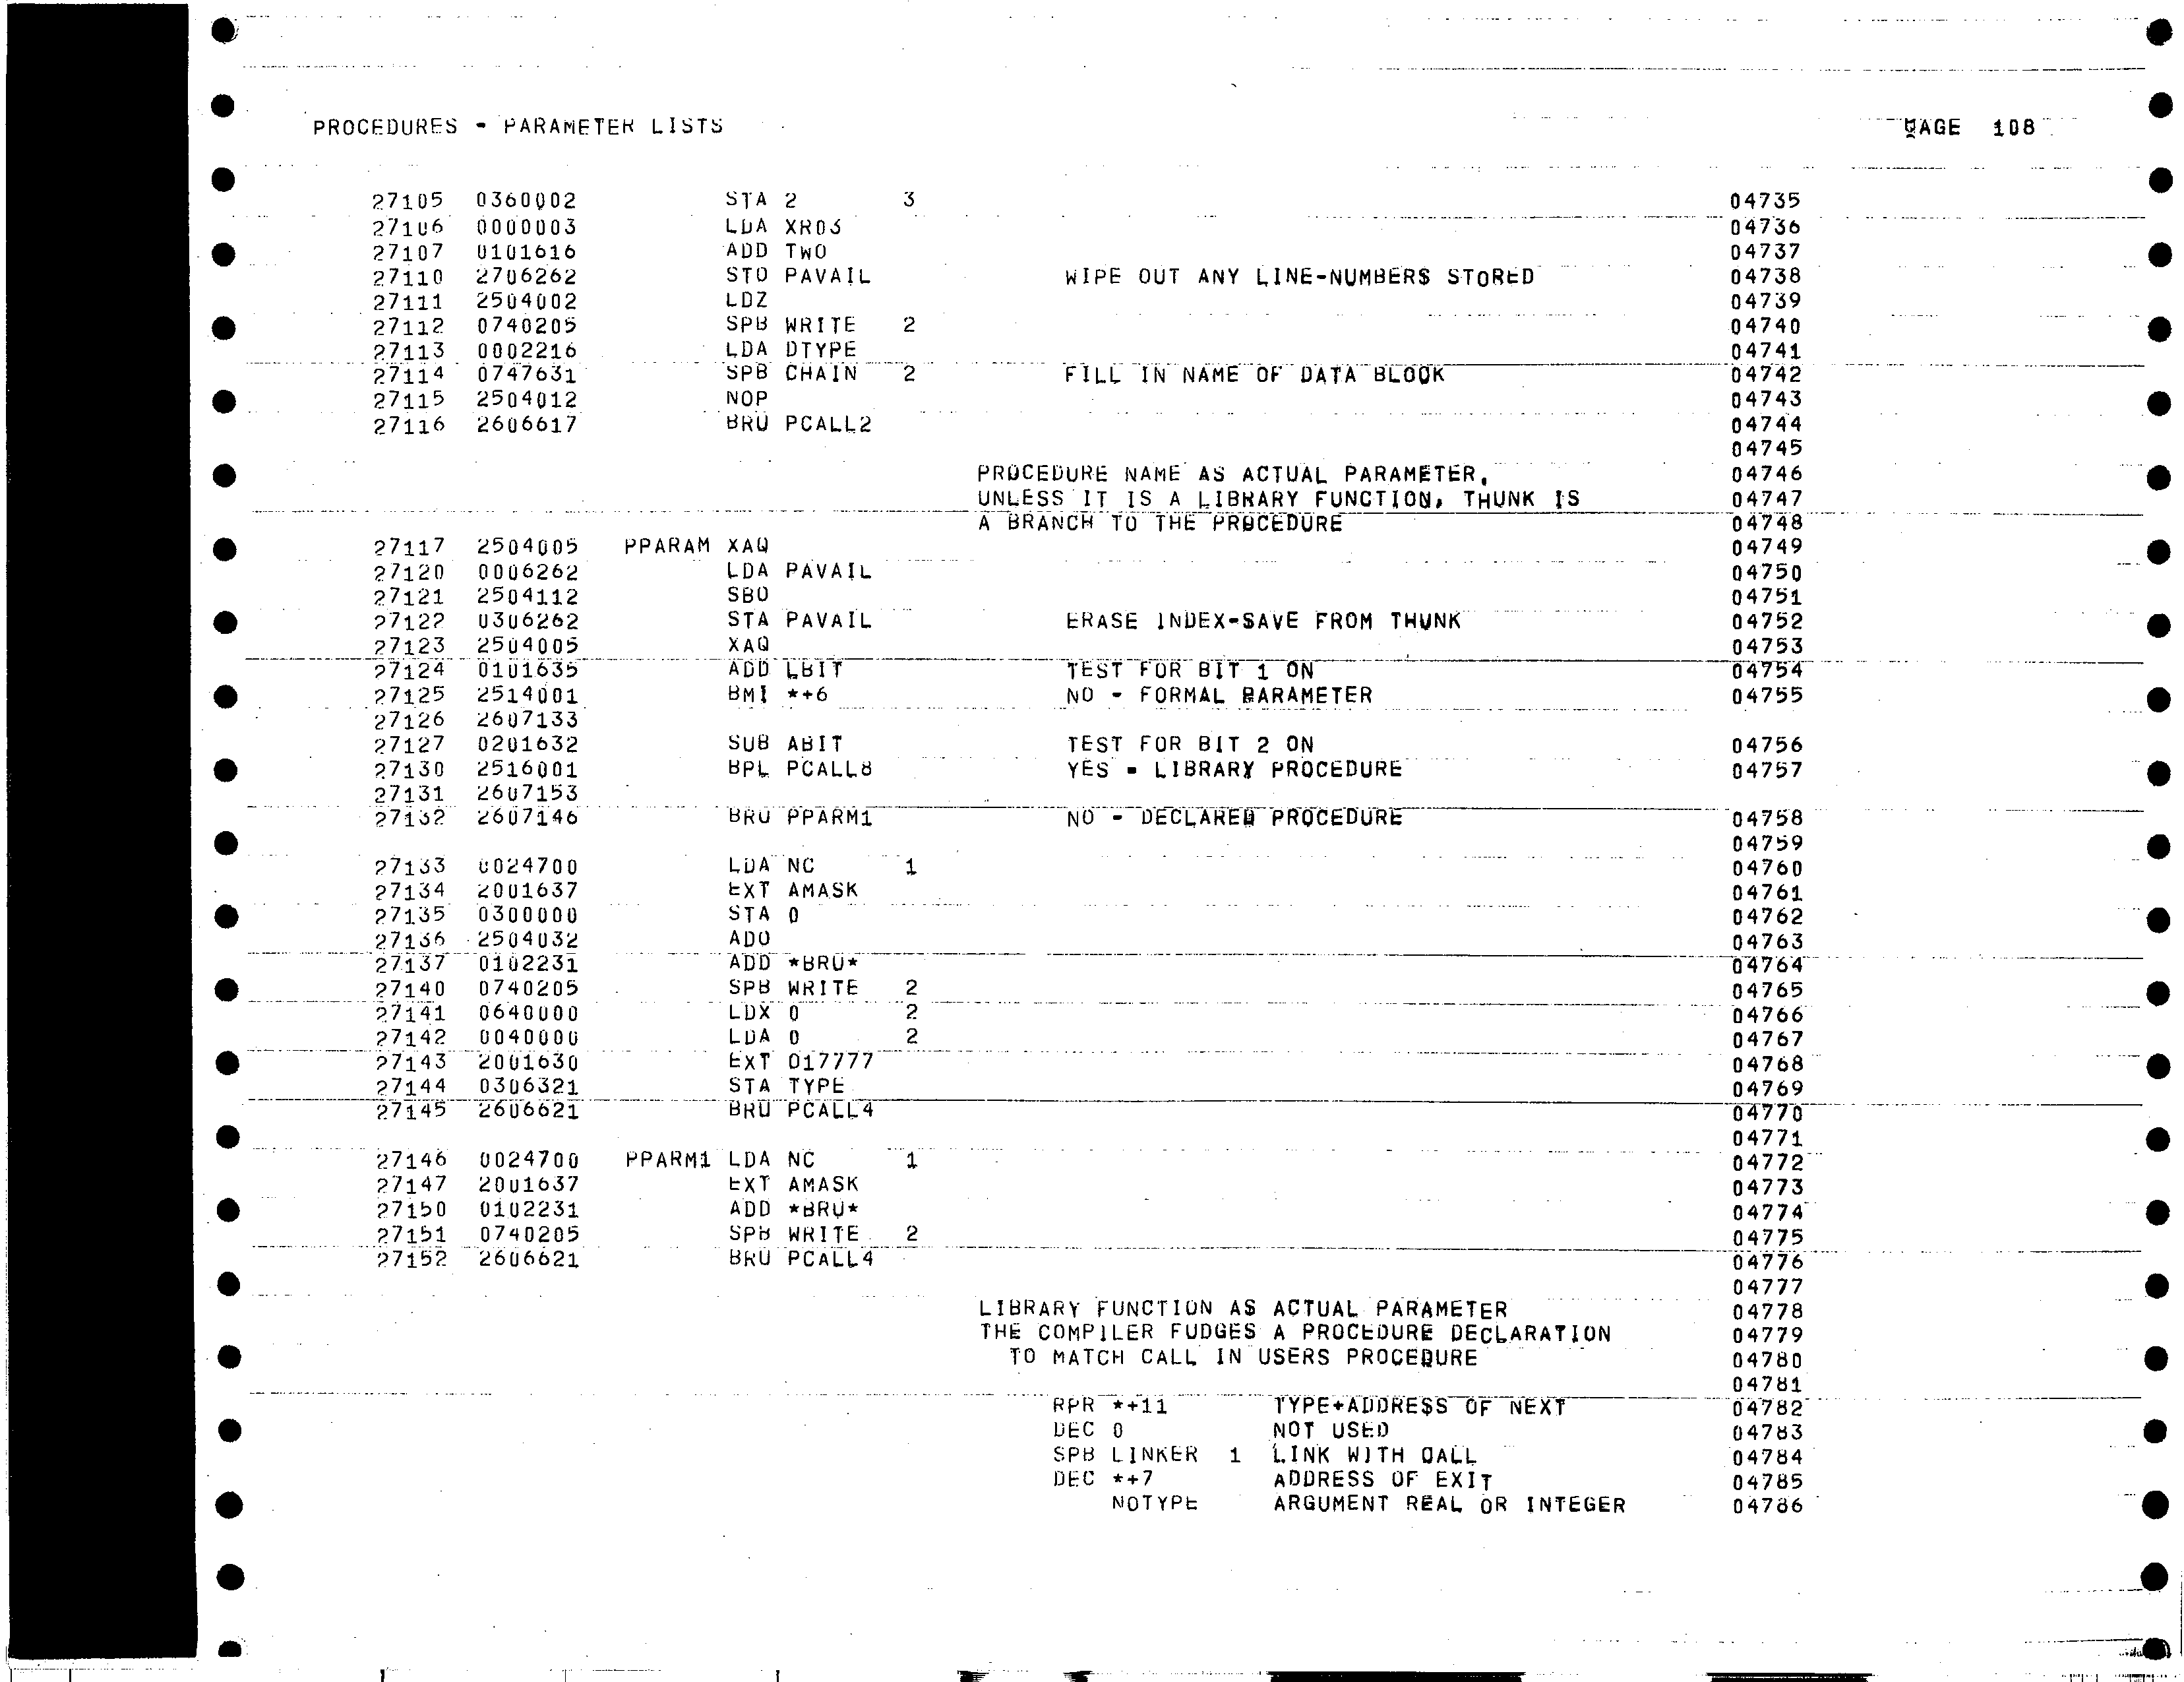 PROCEDURES - PARAMETER LISTS PAGE 108
27105 0360002 STA 2 3 04735
27106 0000003 LDA XR03 04736
27107 0101616 ADD TWO 04737
27110 2706262 STO PAVAIL WIPE OUT ANY LINE-NUMBERS STORED 04738
27111 2504002 LDZ 04739
27112 0740205 SPB WRITE 2 04740
27113 0002216 LDA DTYPE 04741
27114 0747631 SPB CHAIN 2 FILL IN NAME OF DATA BLOCK 04742
27115 2504012 NOP 04743
27116 2606617 BRU PCALL2 04744
04745
PROCEDURE NAME AS ACTUAL PARAMETER, 04746
UNLESS IT IS A LIBRARY FUNCTION, THUNK IS 04747
A BRANCH TO THE PROCEDURE 04748
27117 2504005 PPARAM XAQ 04749
27120 0006262 LDA PAVAIL 04750
27121 2504112 SBO 04751
27122 0306262 STA PAVAIL ERASE INDEX-SAVE FROM THUNK 04752
27123 2504005 XAQ 04753
27124 0101635 ADD LBIT TEST FOR BIT 1 ON 04754
27125 2514001 BMI *+6 NO - FORMAL PARAMETER 04755
27126 2607133
27127 0201632 SUB ABIT TEST FOR BIT 2 ON 04756
27130 2516001 BPL PCALL8 YES - LIBRARY PROCEDURE 04757
27131 2607153
27132 2607146 BRU PPARM1 NO - DECLARED PROCEDURE 04758
04759
27133 0024700 LDA NC 1 04760
27134 2001637 EXT AMASK 04761
27135 0300000 STA 0 04762
27136 2504032 ADO 04763
27137 0102231 ADD *BRU* 04764
27140 0740205 SPB WRITE 2 04765
27141 0640000 LDX 0 2 04766
27142 0040000 LDA 0 2 04767
27143 2001630 EXT O17777 04768
27144 0306321 STA TYPE 04769
27145 2606621 BRU PCALL4 04770
04771
27146 0024700 PPARM1 LDA NC 1 04772
27147 2001637 EXT AMASK 04773
27150 0102231 ADD *BRU* 04774
27151 0740205 SPB WRITE 2 04775
27152 2606621 BRU PCALL4 04776
04777
LIBRARY FUNCTION AS ACTUAL PARAMETER 04778
THE COMPILER FUDGES A PROCEDURE DECLARATION 04779
TO MATCH CALL IN USERS PROCEDURE 04780
04781
RPR *+11 TYPE+ADDRESS OF NEXT 04782
DEC 0 NOT USED 04783
SPB LINKER 1 LINK WITH CALL 04784
DEC *+7 ADDRESS OF EXIT 04785
NOTYPE ARGUMENT REAL OR INTEGER 04786